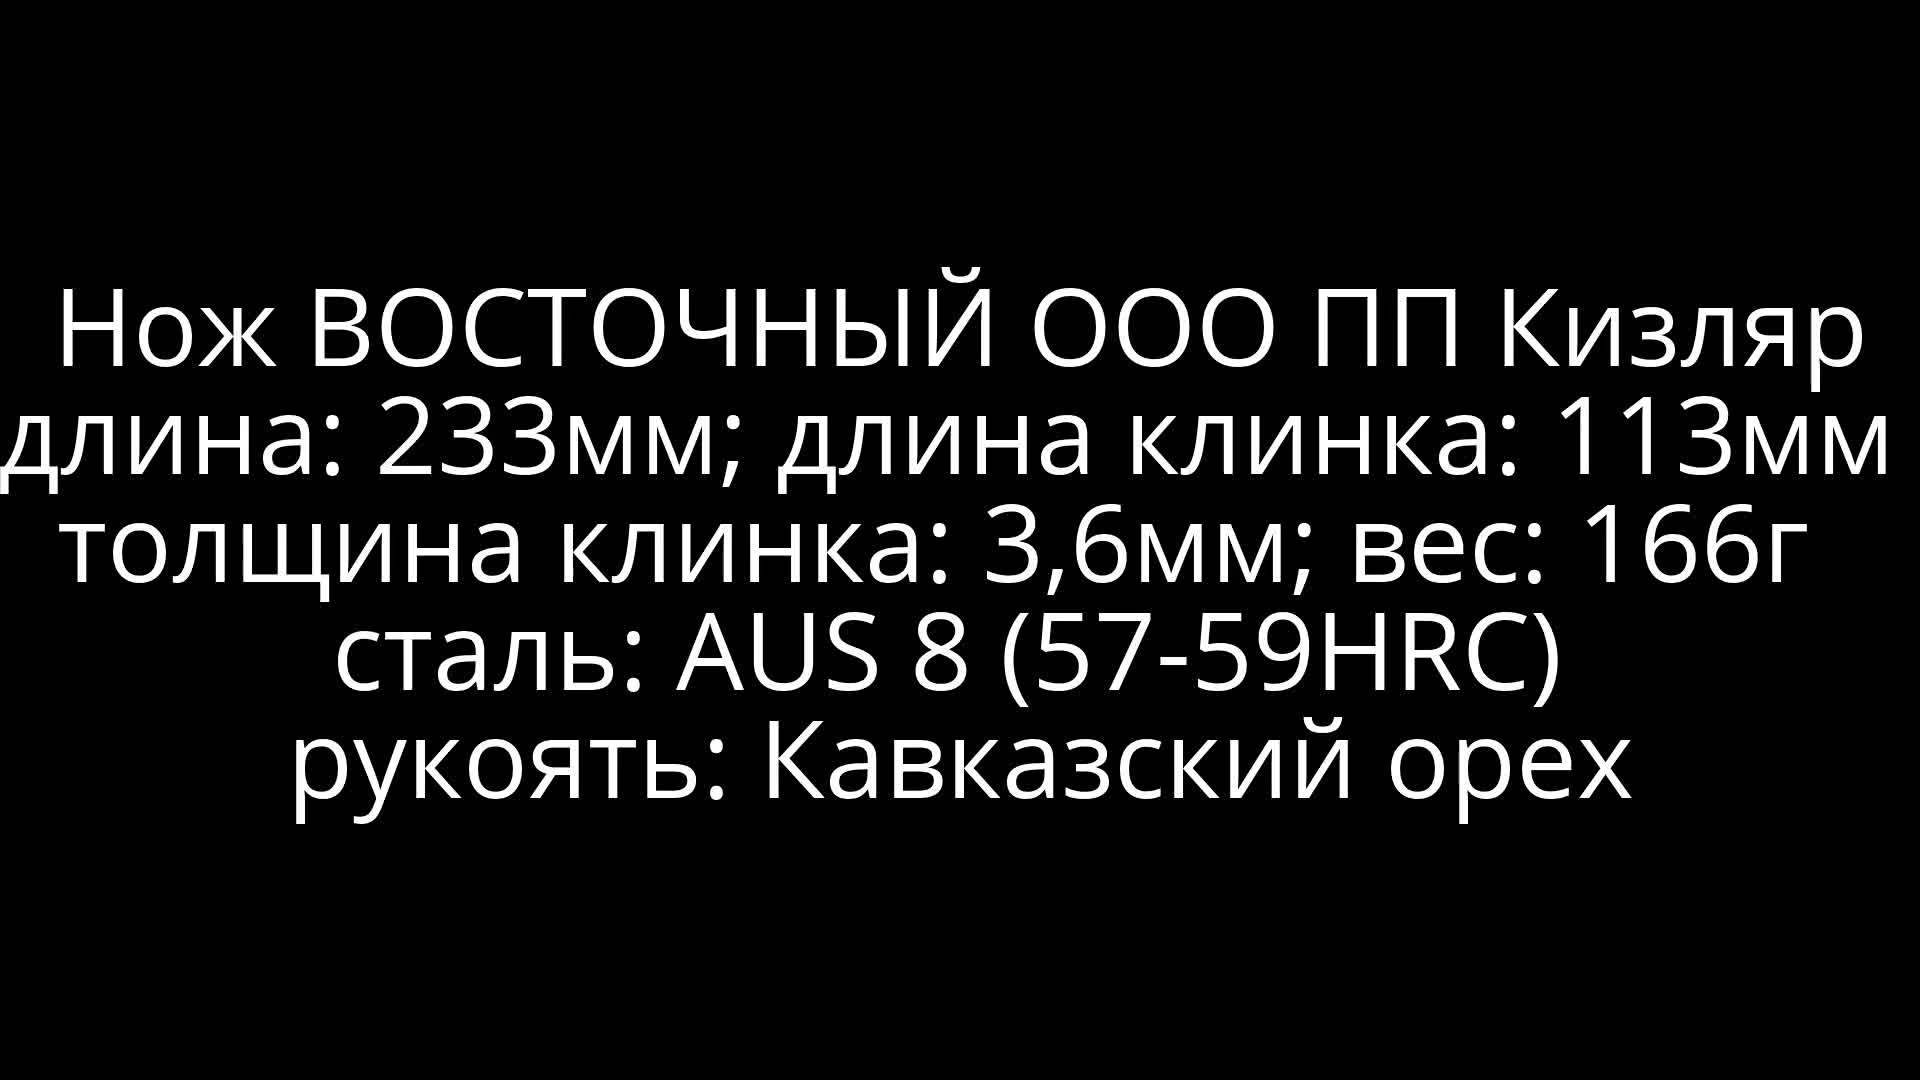 Нож ВОСТОЧНЫЙ ООО ПП Кизляр
длина: 233мм; длина клинка: 113мм
толщина клинка: 3,6мм; вес: 166г
сталь: AUS 8 (57-59HRC)
рукоять: Кавказский орех